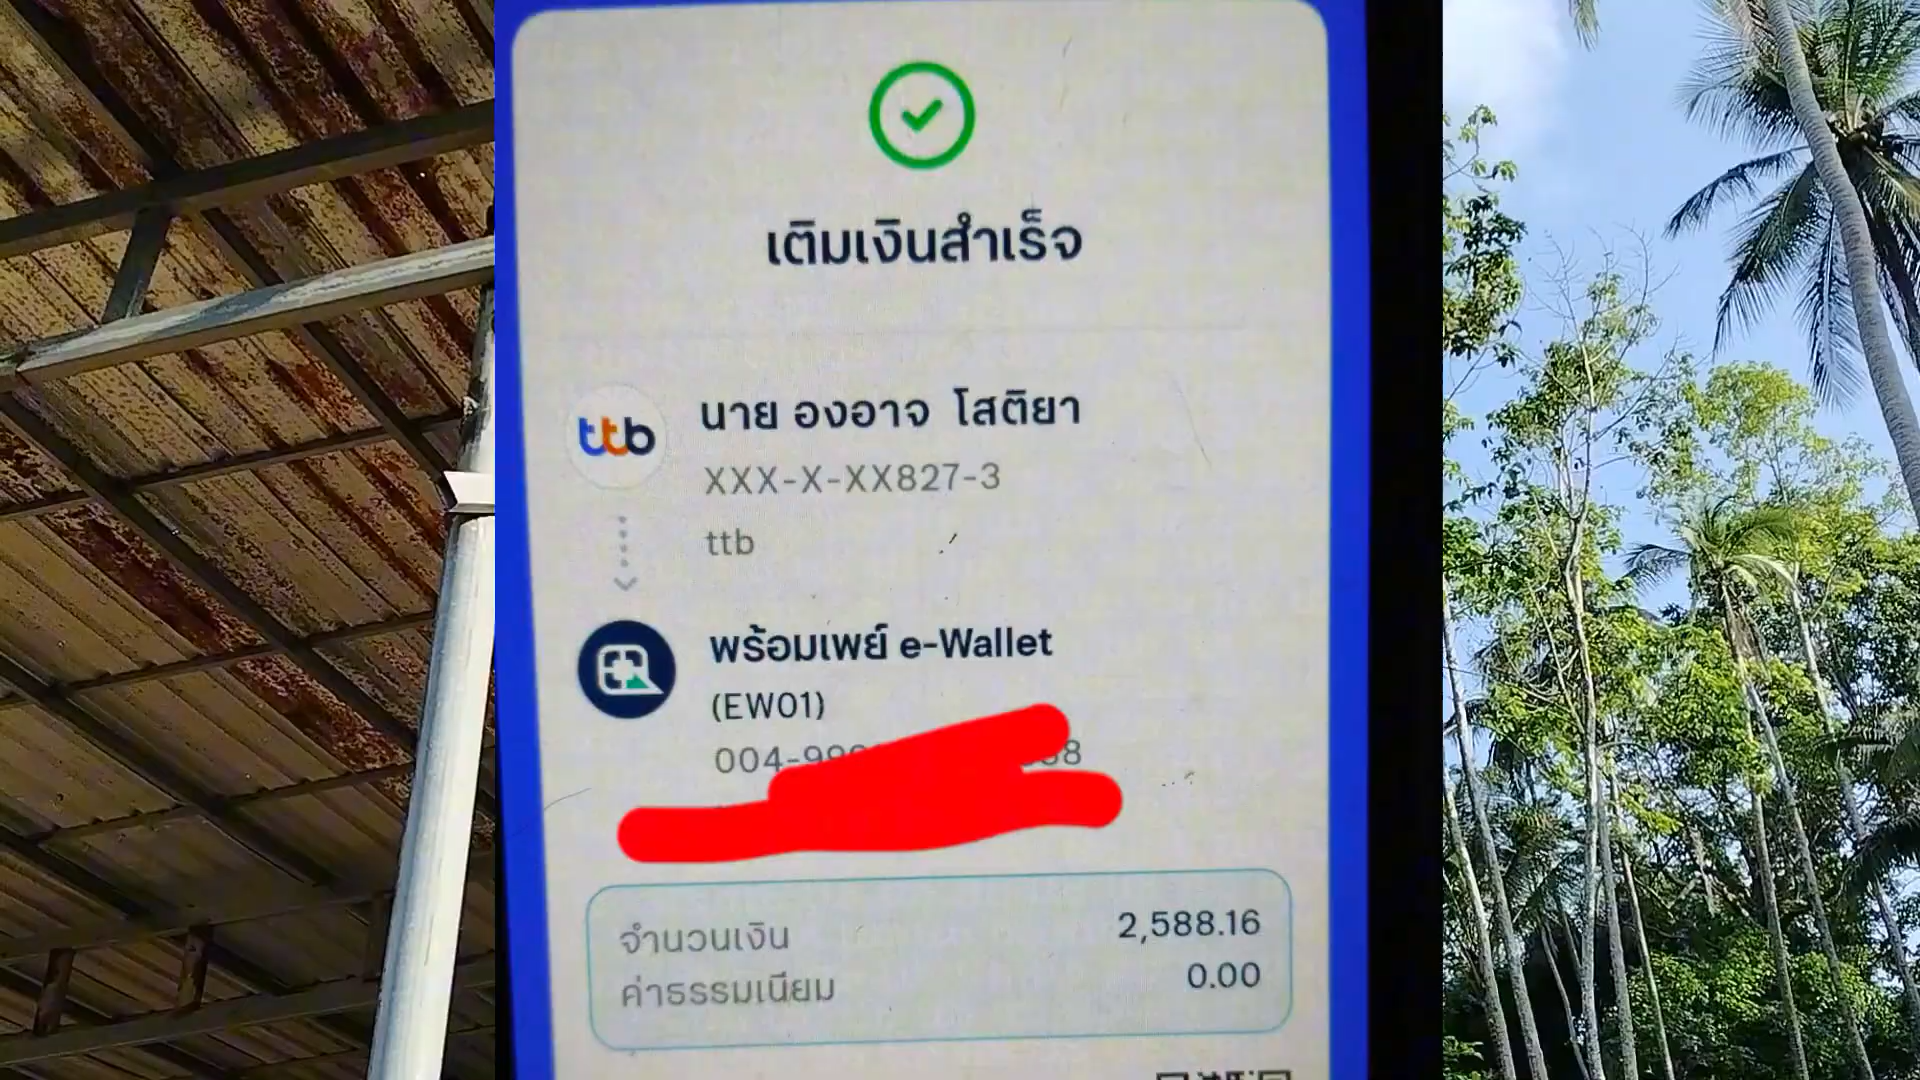 เติมเงินสำเร็จ
ttb
นาย องอาจ โสติยา
XXX-X-XX827-3
ttb
พร้อมเพย์ e-Wallet
(EW01)
004-99
8
จำนวนเงิน 2,588.16
ค่าธรรมเนียม 0.00